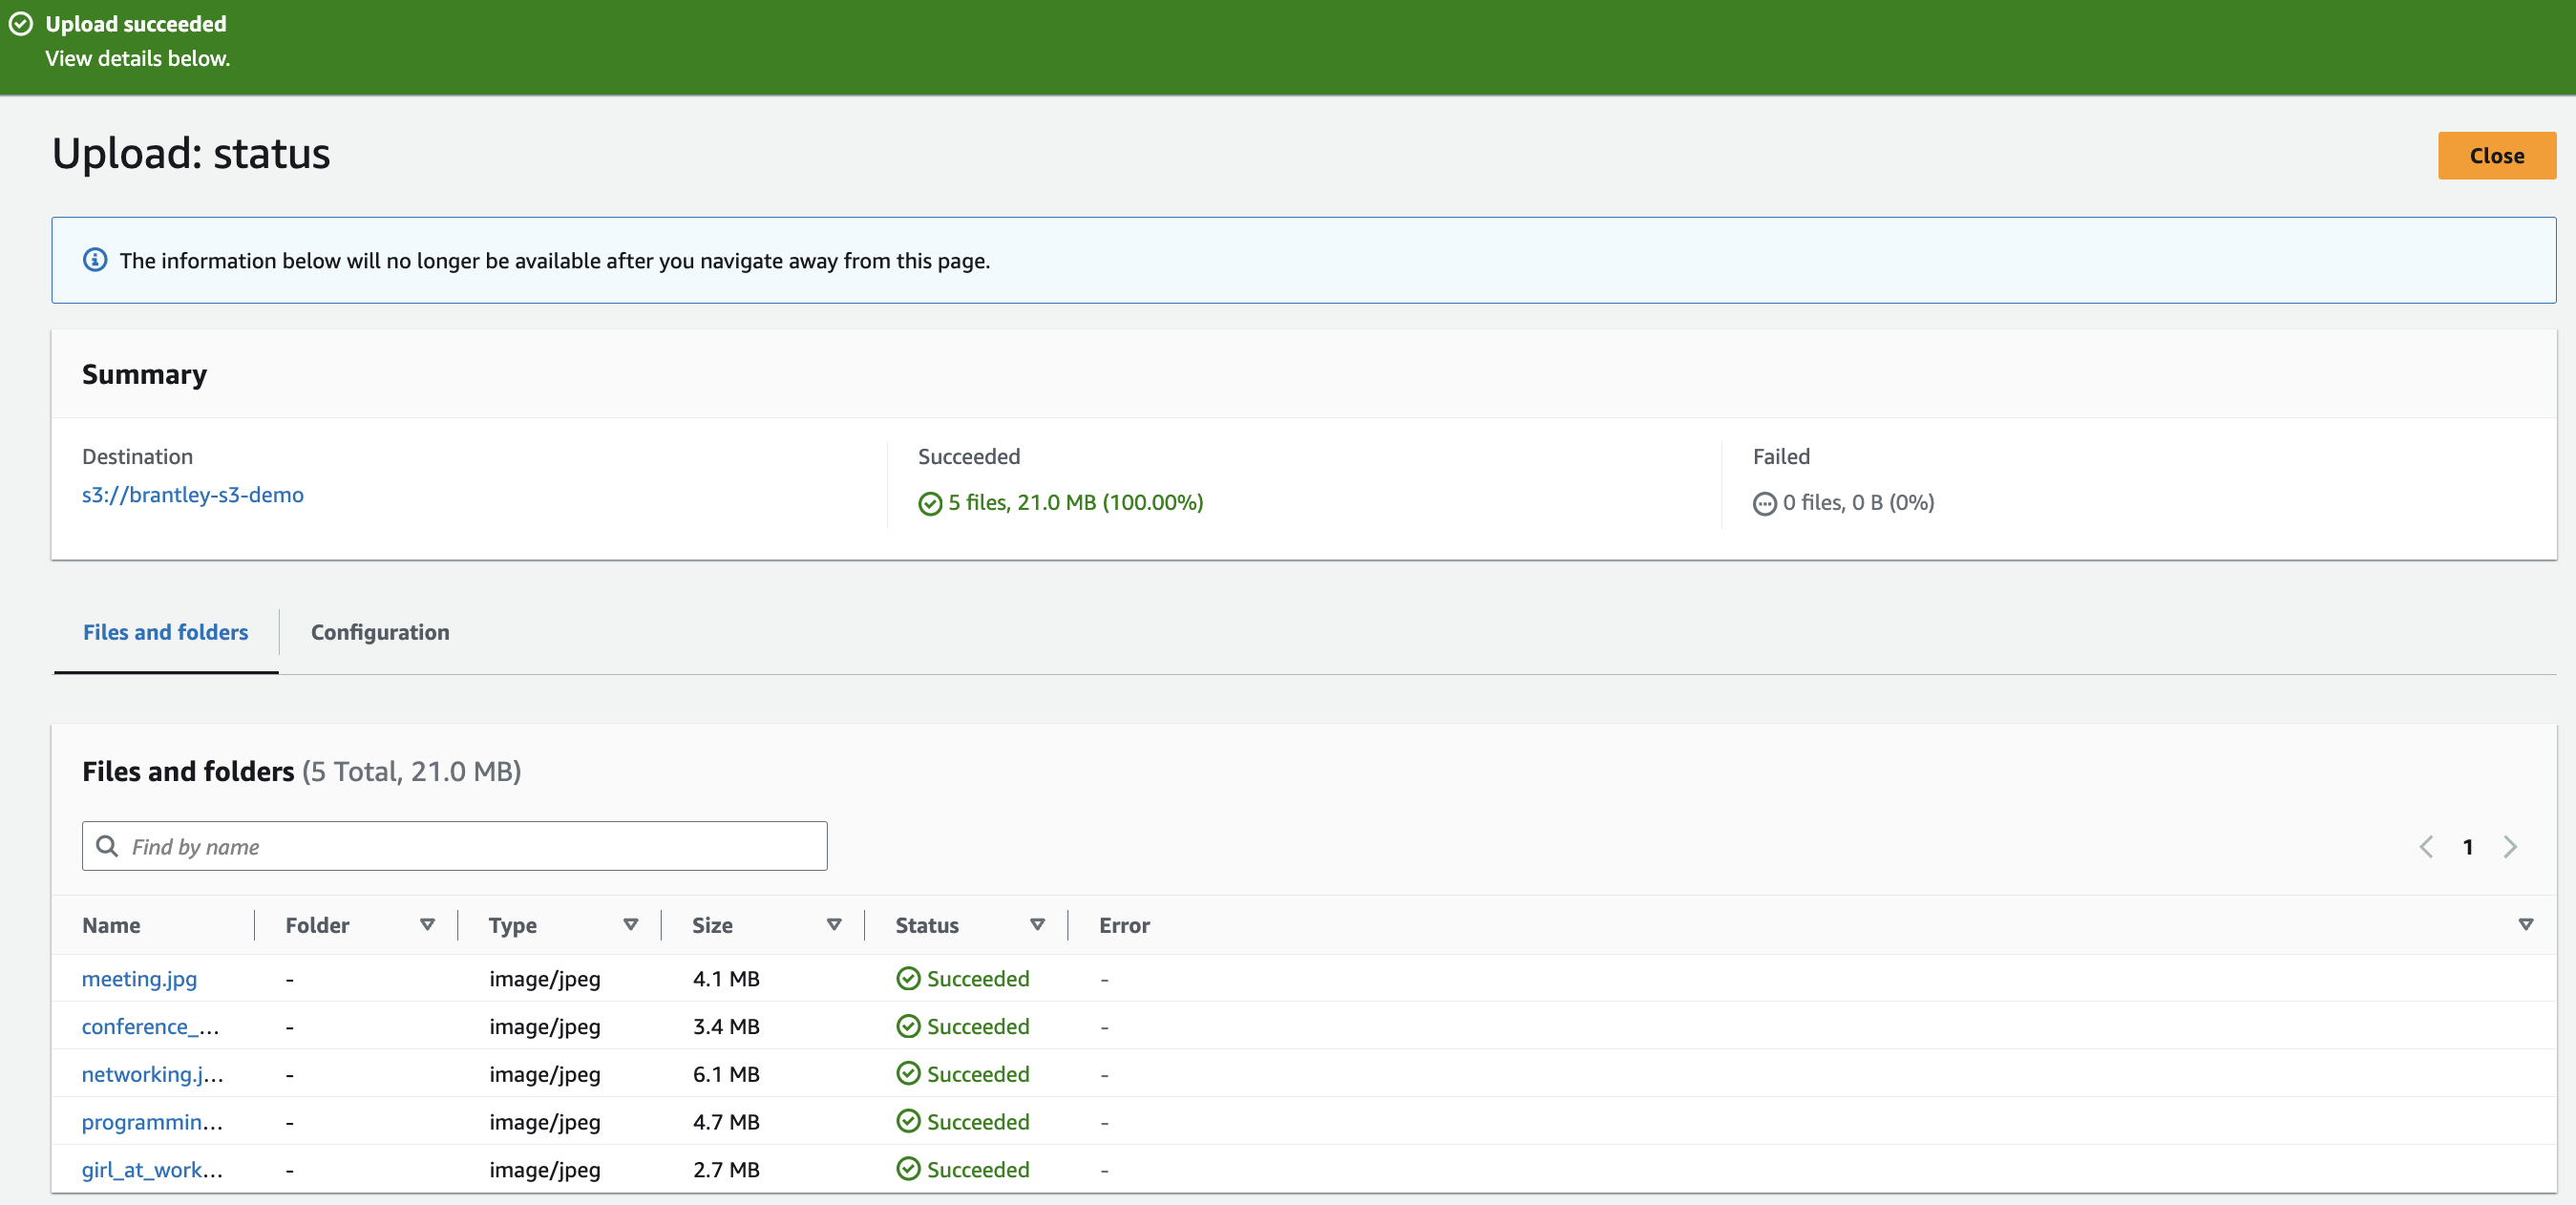 Upload succeeded
View details below.
Upload: status
Close
The information below will no longer be available after you navigate away from this page.
Summary
Destination
s3://brantley-s3-demo
Succeeded
5 files, 21.0 MB (100.00%)
Failed
0 files, 0 B (0%)
Files and folders
Configuration
Files and folders (5 Total, 21.0 MB)
Find by name
1
Name Folder Type Size Status Error
meeting.jpg - image/jpeg 4.1 MB Succeeded -
conference_... - image/jpeg 3.4 MB Succeeded -
networking.j... - image/jpeg 6.1 MB Succeeded -
programmin... - image/jpeg 4.7 MB Succeeded -
girl_at_work... - image/jpeg 2.7 MB Succeeded -